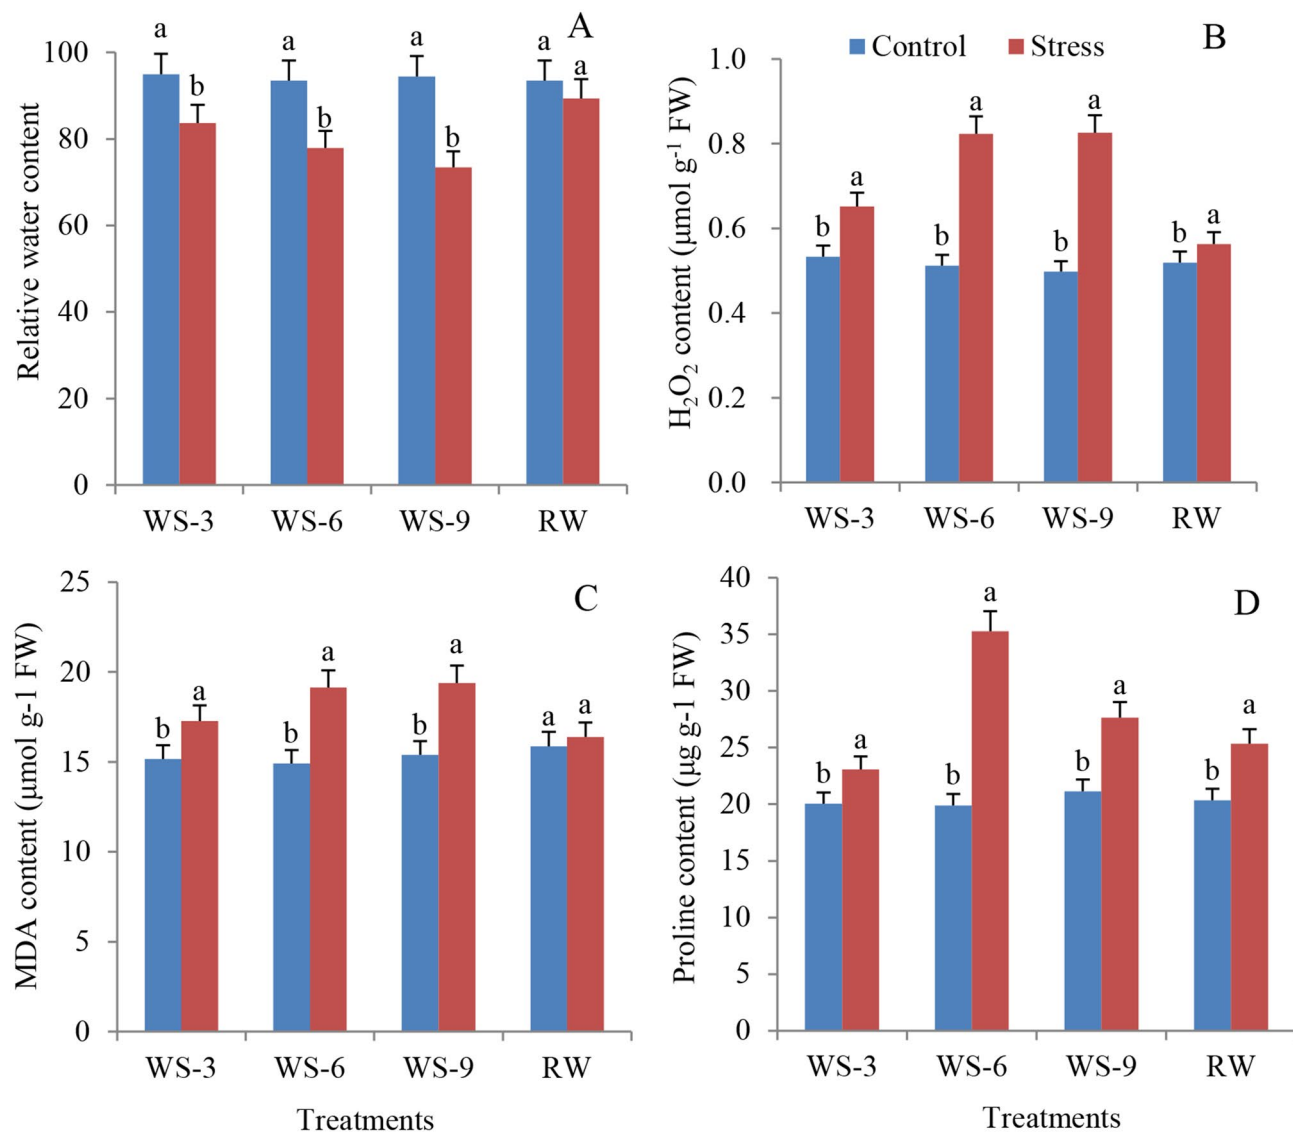 A
a a a a
a
b b b
100
80
60
40
20
0
Relative water content
WS-3 WS-6 WS-9 RW
Control Stress
B
a a
a
a
b b b b
1.0
0.8
0.6
0.4
0.2
0.0
H₂O₂ content (µmol g⁻¹ FW)
WS-3 WS-6 WS-9 RW
C
a a
a
a a
b b b
25
20
15
10
5
0
MDA content (µmol g-1 FW)
WS-3 WS-6 WS-9 RW
Treatments
D
a
a
a
a
b b b b
40
35
30
25
20
15
10
5
0
Proline content (µg g-1 FW)
WS-3 WS-6 WS-9 RW
Treatments